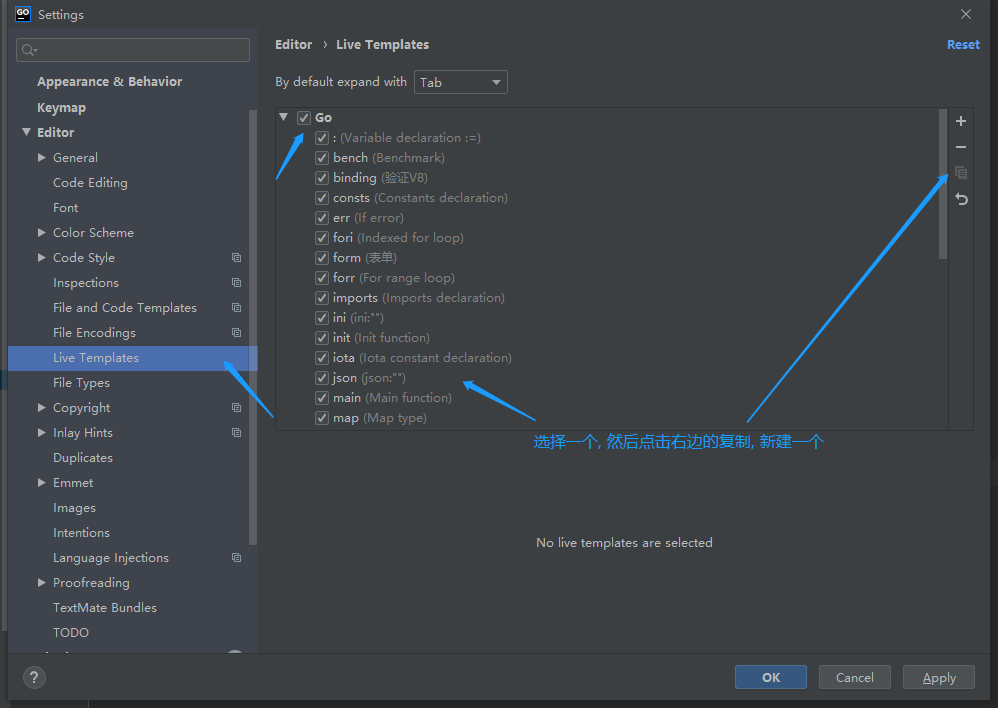 GO
Settings
Editor › Live Templates
Reset
By default expand with Tab
Appearance & Behavior
Keymap
Editor
General
Code Editing
Font
Color Scheme
Code Style
Inspections
File and Code Templates
File Encodings
Live Templates
File Types
Copyright
Inlay Hints
Duplicates
Emmet
Images
Intentions
Language Injections
Proofreading
TextMate Bundles
TODO
Go
: (Variable declaration :=)
bench (Benchmark)
binding (验证V8)
consts (Constants declaration)
err (If error)
fori (Indexed for loop)
form (表单)
forr (For range loop)
imports (Imports declaration)
ini (ini:"")
init (Init function)
iota (Iota constant declaration)
json (json:"")
main (Main function)
map (Map type)
选择一个, 然后点击右边的复制, 新建一个
No live templates are selected
?
OK
Cancel
Apply